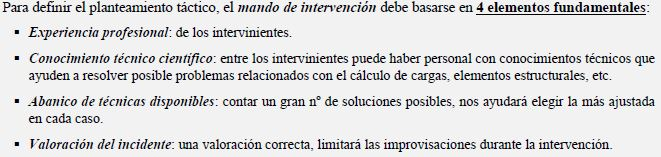 Para definir el planteamiento táctico, el mando de intervención debe basarse en 4 elementos fundamentales:
▪ Experiencia profesional: de los intervinientes.
▪ Conocimiento técnico científico: entre los intervinientes puede haber personal con conocimientos técnicos que
ayuden a resolver posible problemas relacionados con el cálculo de cargas, elementos estructurales, etc.
▪ Abanico de técnicas disponibles: contar un gran nº de soluciones posibles, nos ayudará elegir la más ajustada
en cada caso.
▪ Valoración del incidente: una valoración correcta, limitará las improvisaciones durante la intervención.